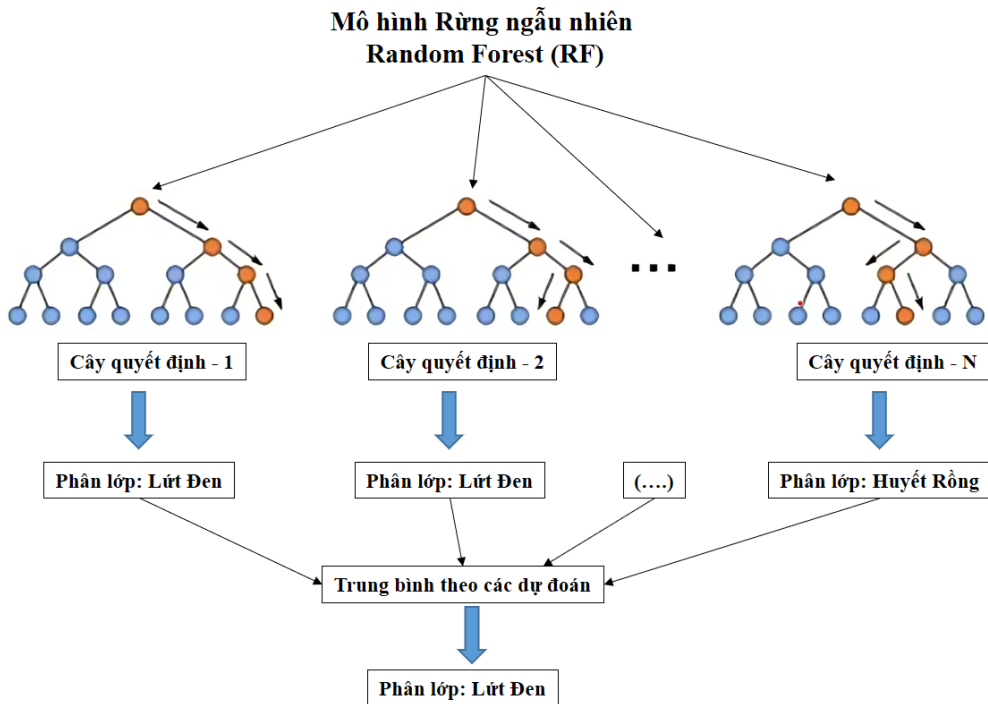 Mô hình Rừng ngẫu nhiên
Random Forest (RF)
...
Cây quyết định - 1
Cây quyết định - 2
Cây quyết định - N
Phân lớp: Lứt Đen
Phân lớp: Lứt Đen
(....)
Phân lớp: Huyết Rồng
Trung bình theo các dự đoán
Phân lớp: Lứt Đen